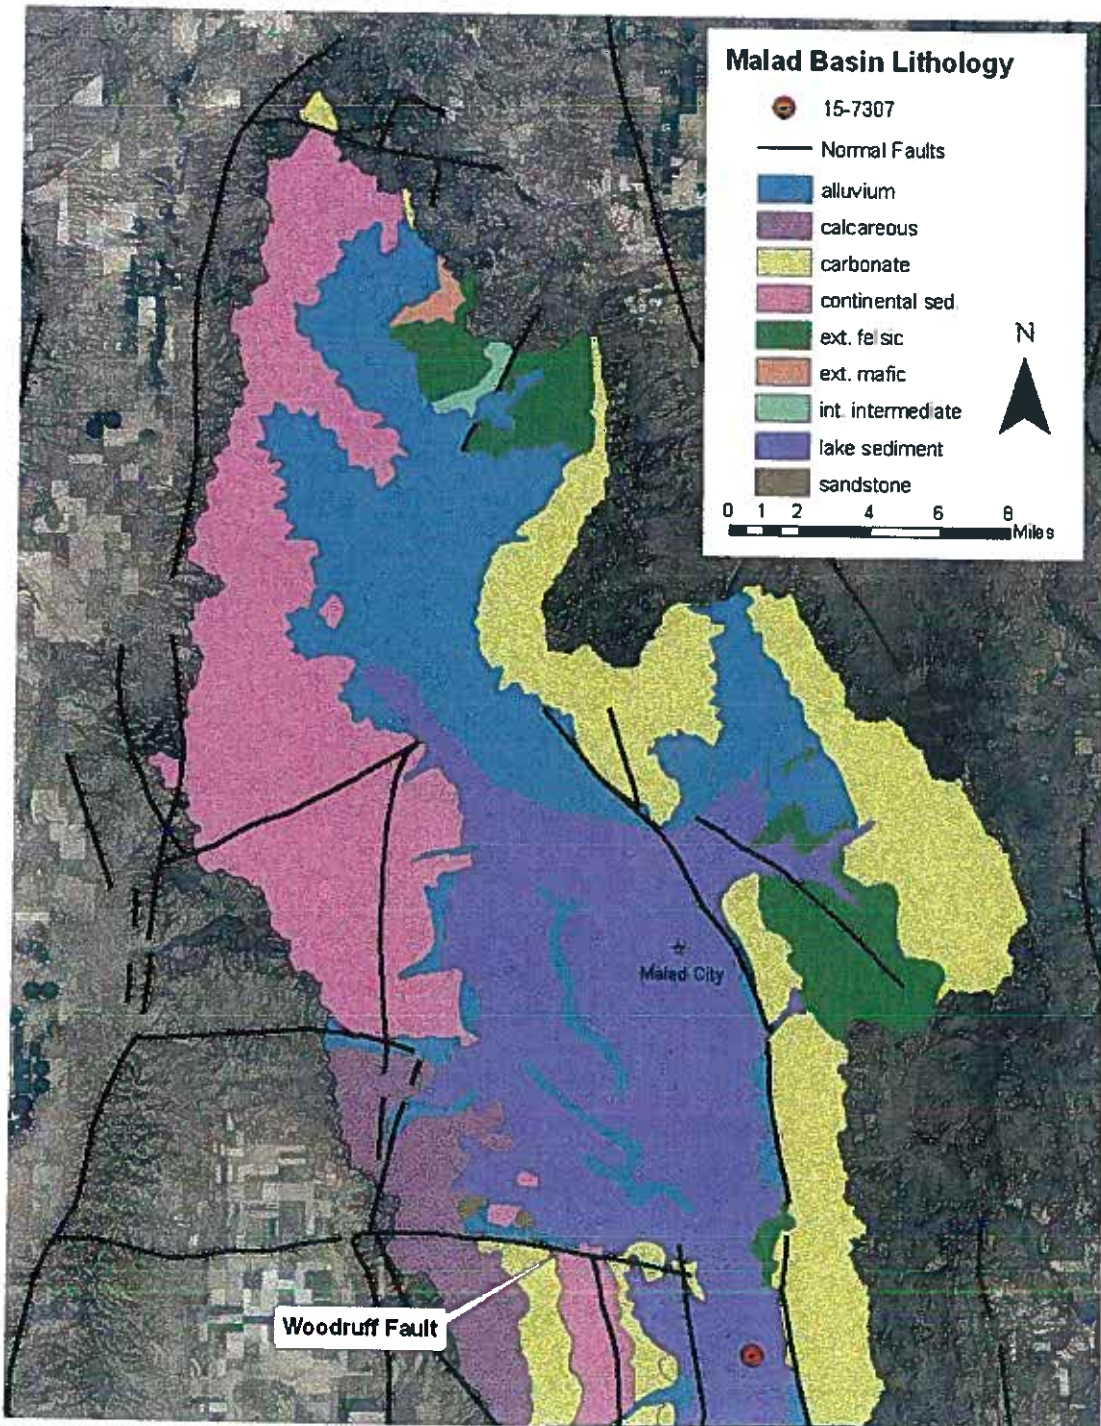 Malad Basin Lithology
15-7307
Normal Faults
alluvium
calcareous
carbonate
continental sed.
ext. felsic
ext. mafic
int. intermediate
lake sediment
sandstone
N
0 1 2 4 6 8
Miles
Malad City
Woodruff Fault